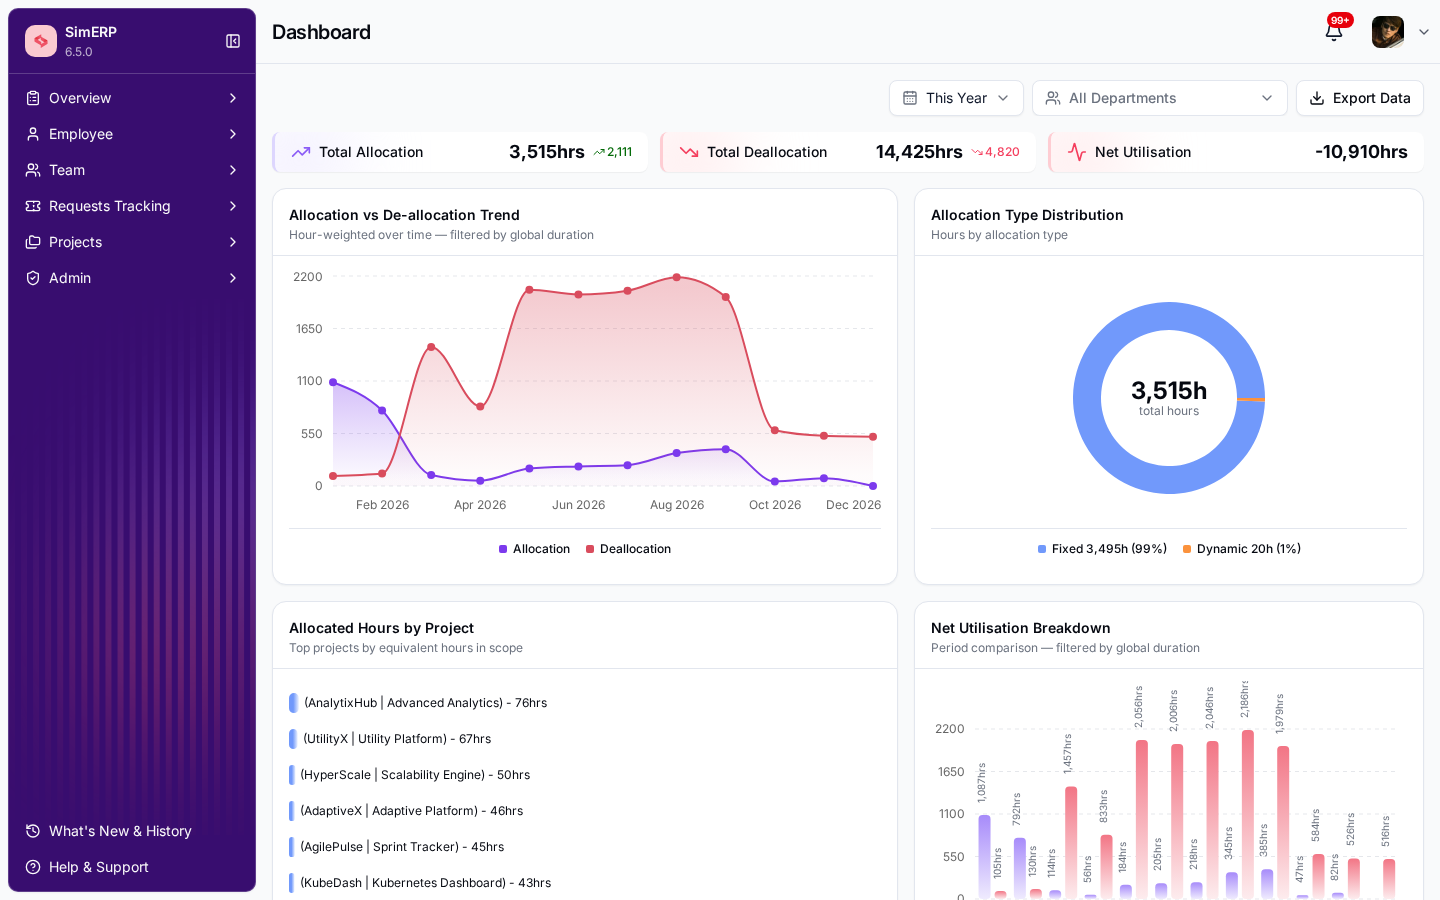 SimERP
6.5.0
Overview
Employee
Team
Requests Tracking
Projects
Admin
What's New & History
Help & Support
Dashboard
99+
This Year
All Departments
Export Data
Total Allocation
3,515hrs
2,111
Total Deallocation
14,425hrs
4,820
Net Utilisation
-10,910hrs
Allocation vs De-allocation Trend
Hour-weighted over time — filtered by global duration
2200
1650
1100
550
0
Feb 2026
Apr 2026
Jun 2026
Aug 2026
Oct 2026
Dec 2026
Allocation
Deallocation
Allocation Type Distribution
Hours by allocation type
3,515h
total hours
Fixed 3,495h (99%)
Dynamic 20h (1%)
Allocated Hours by Project
Top projects by equivalent hours in scope
(AnalytixHub | Advanced Analytics) - 76hrs
(UtilityX | Utility Platform) - 67hrs
(HyperScale | Scalability Engine) - 50hrs
(AdaptiveX | Adaptive Platform) - 46hrs
(AgilePulse | Sprint Tracker) - 45hrs
(KubeDash | Kubernetes Dashboard) - 43hrs
Net Utilisation Breakdown
Period comparison — filtered by global duration
2200
1650
1100
550
0
1,087hrs
105hrs
792hrs
130hrs
114hrs
1,457hrs
56hrs
833hrs
184hrs
2,056hrs
205hrs
2,006hrs
218hrs
2,046hrs
345hrs
2,186hrs
385hrs
1,979hrs
47hrs
584hrs
82hrs
526hrs
516hrs